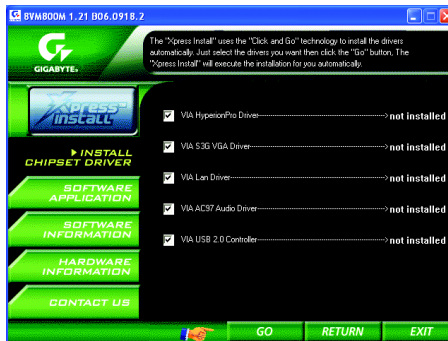 8VM800M 1.21 B06.0918.2
GIGABYTE™
The "Xpress Install" uses the "Click and Go" technology to install the drivers
automatically. Just select the drivers you want then click the "Go" button, The
"Xpress Install" will execute the installation for you automatically.
Xpress™
install
INSTALL
CHIPSET DRIVER
SOFTWARE
APPLICATION
SOFTWARE
INFORMATION
HARDWARE
INFORMATION
CONTACT US
VIA HyperionPro Driver not installed
VIA S3G VGA Driver not installed
VIA Lan Driver not installed
VIA AC97 Audio Driver not installed
VIA USB 2.0 Controller not installed
GO RETURN EXIT